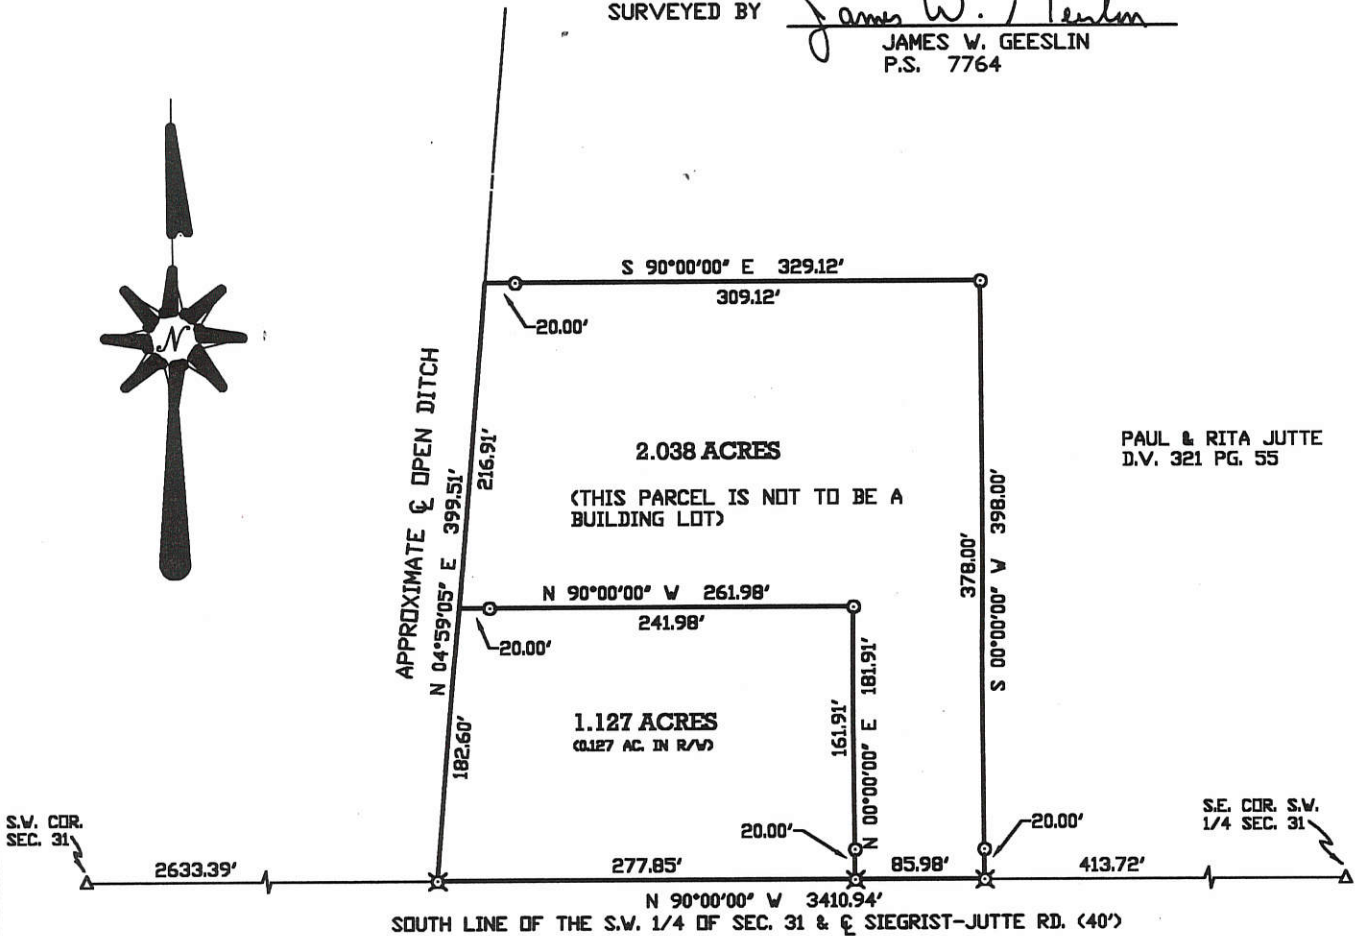 SURVEYED BY James W. Geeslin
JAMES W. GEESLIN
P.S. 7764
N
S 90°00'00" E 329.12'
309.12'
20.00'
APPROXIMATE ℄ OPEN DITCH
N 04°59'05" E 399.51'
216.91'
182.60'
2.038 ACRES
(THIS PARCEL IS NOT TO BE A
BUILDING LOT)
PAUL & RITA JUTTE
D.V. 321 PG. 55
378.00'
S 00°00'00" W 398.00'
N 90°00'00" W 261.98'
241.98'
20.00'
1.127 ACRES
(0.127 AC. IN R/W)
161.91'
N 00°00'00" E 181.91'
20.00'
20.00'
S.W. COR.
SEC. 31
S.E. COR. S.W.
1/4 SEC. 31
2633.39'
277.85'
85.98'
413.72'
N 90°00'00" W 3410.94'
SOUTH LINE OF THE S.W. 1/4 OF SEC. 31 & ℄ SIEGRIST-JUTTE RD. (40')